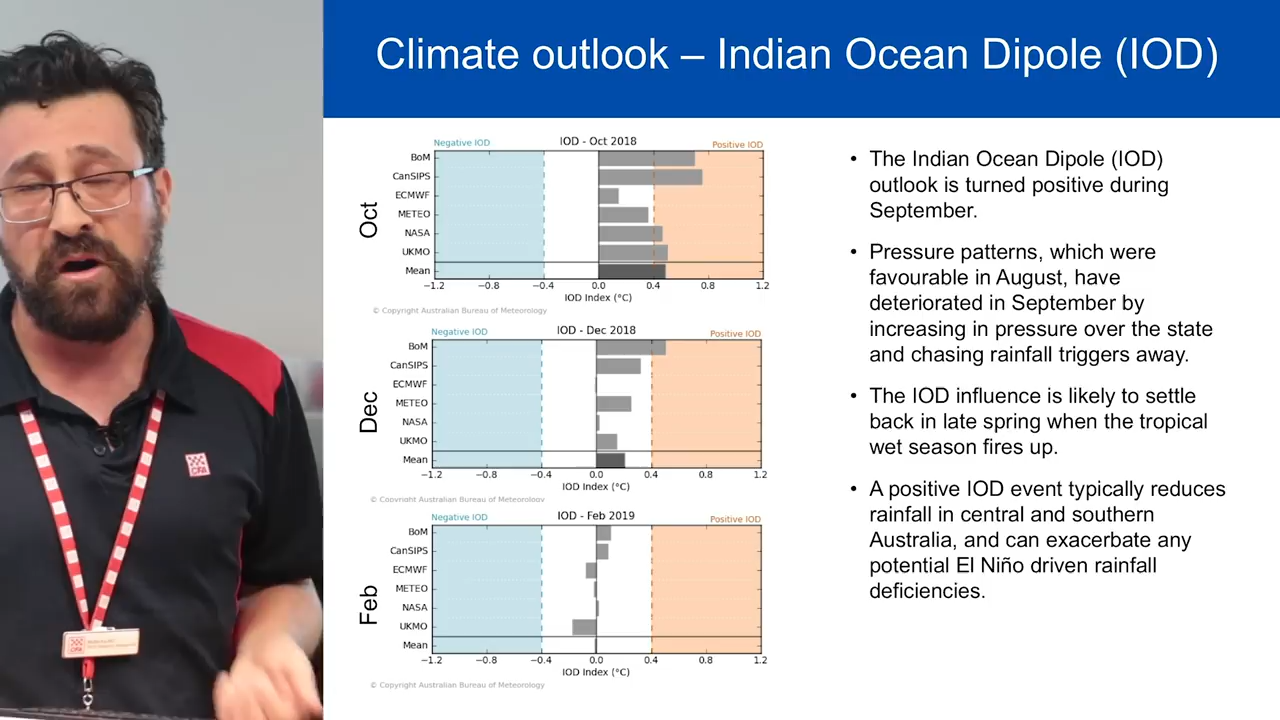 Climate outlook – Indian Ocean Dipole (IOD)
Oct
Negative IOD
IOD - Oct 2018
Positive IOD
BoM
CanSIPS
ECMWF
METEO
NASA
UKMO
Mean
−1.2 −0.8 −0.4 0.0 0.4 0.8 1.2
IOD Index (°C)
© Copyright Australian Bureau of Meteorology
Dec
Negative IOD
IOD - Dec 2018
Positive IOD
BoM
CanSIPS
ECMWF
METEO
NASA
UKMO
Mean
−1.2 −0.8 −0.4 0.0 0.4 0.8 1.2
IOD Index (°C)
© Copyright Australian Bureau of Meteorology
Feb
Negative IOD
IOD - Feb 2019
Positive IOD
BoM
CanSIPS
ECMWF
METEO
NASA
UKMO
Mean
−1.2 −0.8 −0.4 0.0 0.4 0.8 1.2
IOD Index (°C)
© Copyright Australian Bureau of Meteorology
• The Indian Ocean Dipole (IOD)
outlook is turned positive during
September.
• Pressure patterns, which were
favourable in August, have
deteriorated in September by
increasing in pressure over the state
and chasing rainfall triggers away.
• The IOD influence is likely to settle
back in late spring when the tropical
wet season fires up.
• A positive IOD event typically reduces
rainfall in central and southern
Australia, and can exacerbate any
potential El Niño driven rainfall
deficiencies.
CFA
CFA